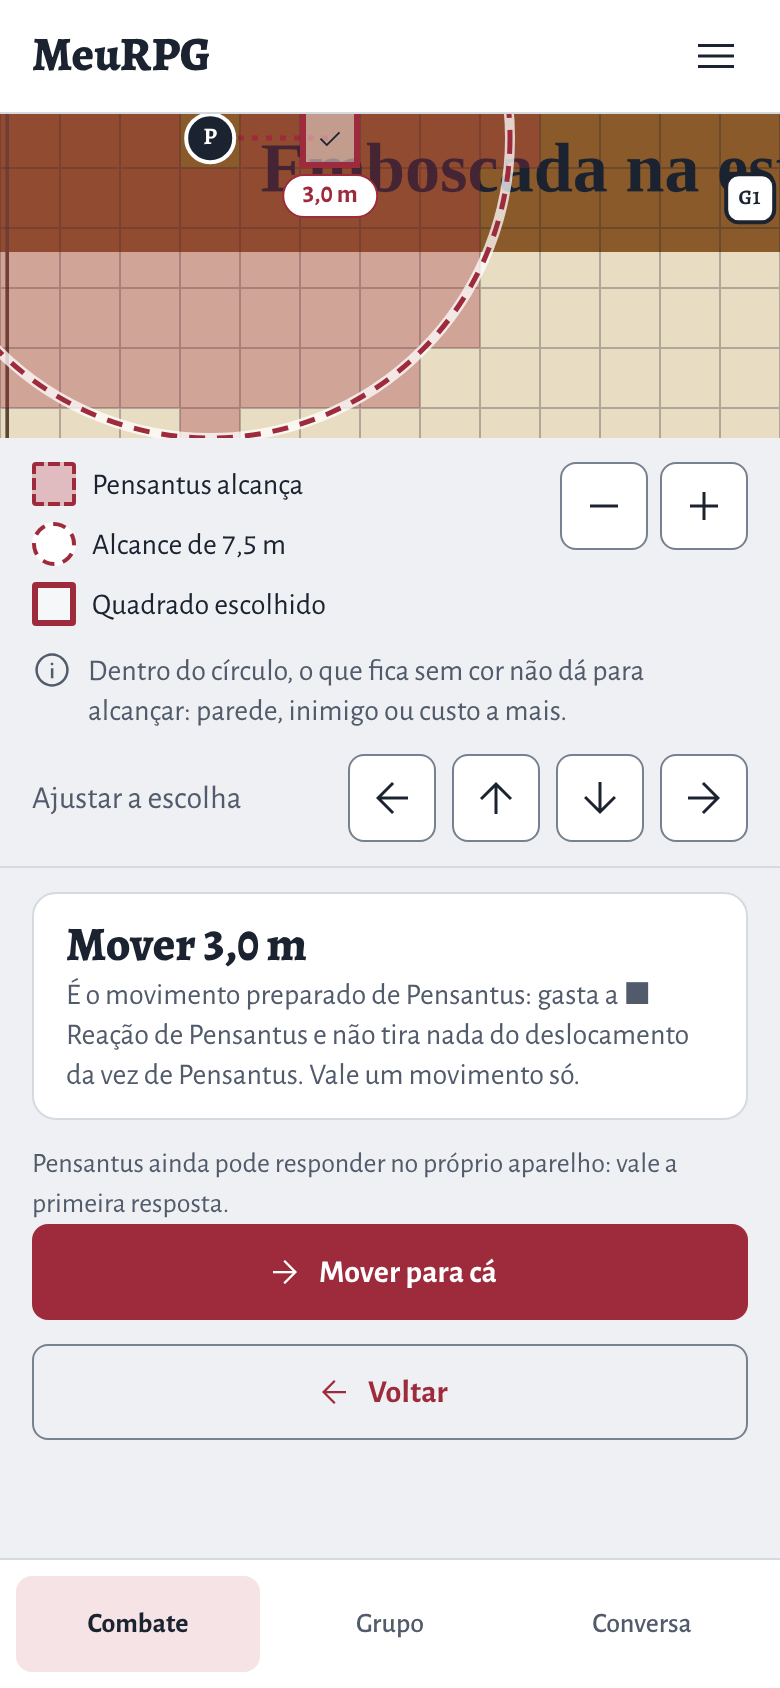 MeuRPG
P
Emboscada na es
3,0 m
G1
Pensantus alcança
Alcance de 7,5 m
Quadrado escolhido
Dentro do círculo, o que fica sem cor não dá para
alcançar: parede, inimigo ou custo a mais.
Ajustar a escolha
Mover 3,0 m
É o movimento preparado de Pensantus: gasta a ■
Reação de Pensantus e não tira nada do deslocamento
da vez de Pensantus. Vale um movimento só.
Pensantus ainda pode responder no próprio aparelho: vale a
primeira resposta.
Mover para cá
Voltar
Combate
Grupo
Conversa